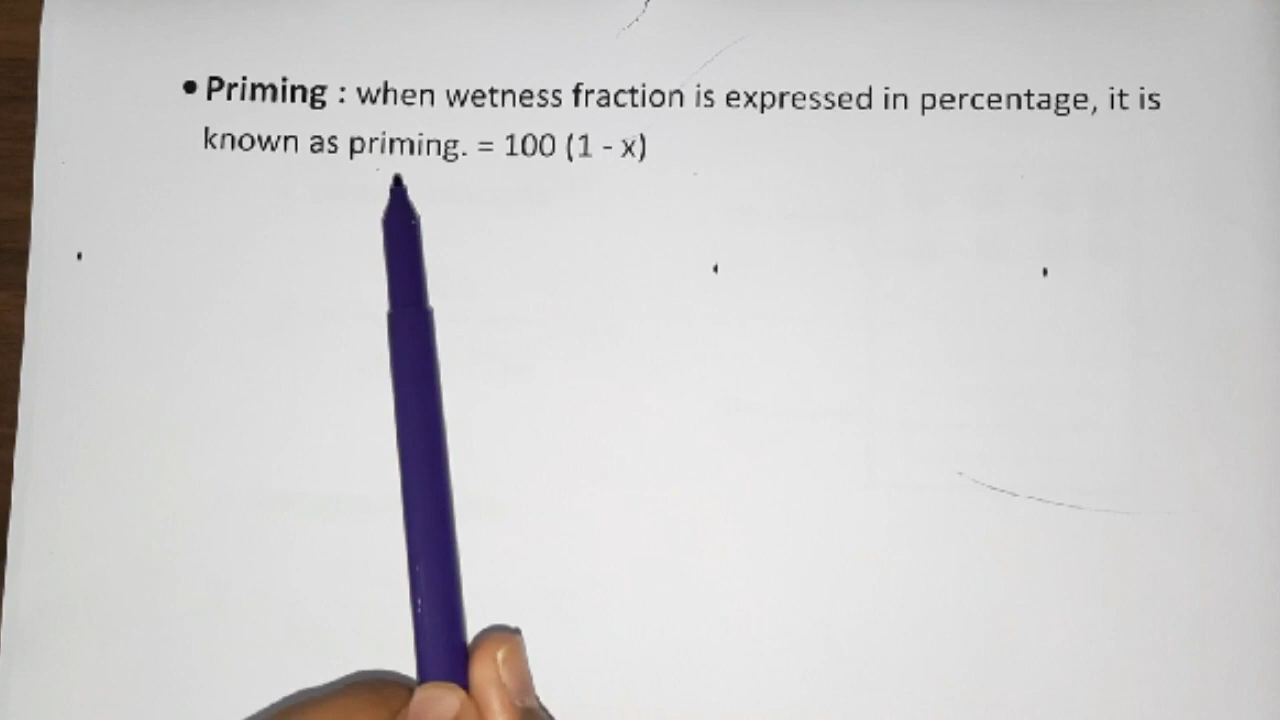 • Priming : when wetness fraction is expressed in percentage, it is
known as priming. = 100 (1 - x)